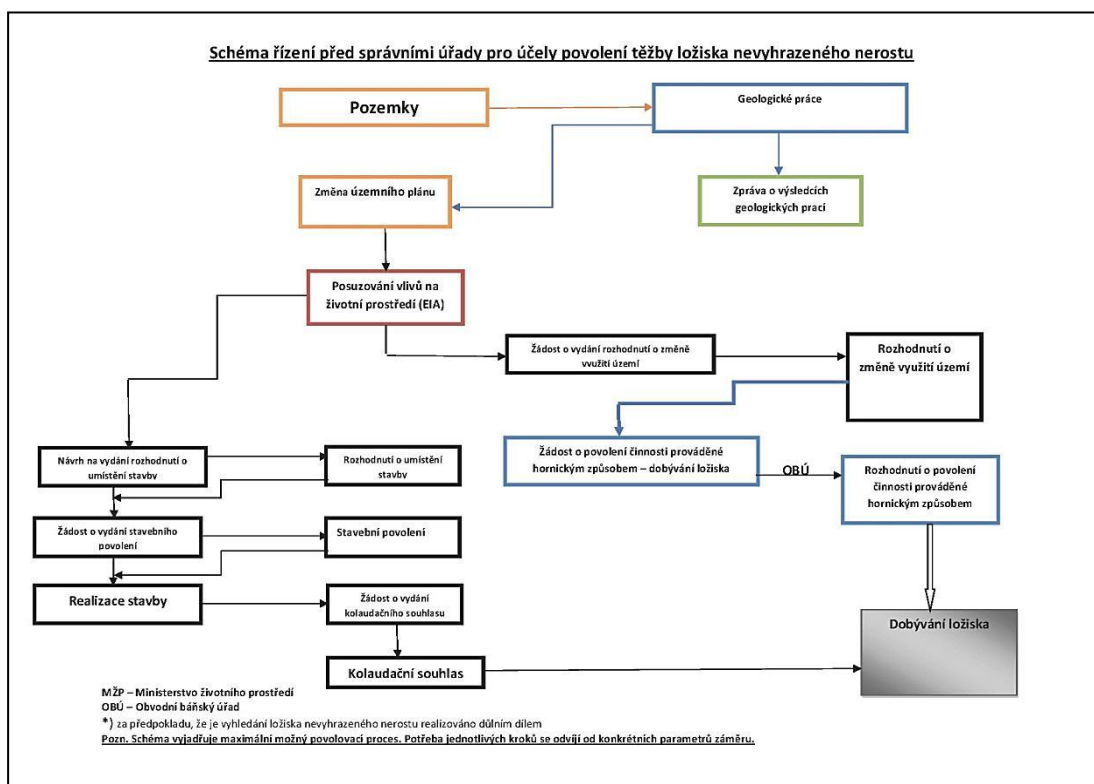 Schéma řízení před správními úřady pro účely povolení těžby ložiska nevyhrazeného nerostu
Pozemky
Geologické práce
Změna územního plánu
Zpráva o výsledcích
geologických prací
Posuzování vlivů na
životní prostředí (EIA)
Žádost o vydání rozhodnutí o změně
využití území
Rozhodnutí o
změně využití území
Návrh na vydání rozhodnutí o
umístění stavby
Rozhodnutí o umístění
stavby
Žádost o povolení činnosti prováděné
hornickým způsobem – dobývání ložiska
OBÚ
Rozhodnutí o povolení
činnosti prováděné
hornickým způsobem
Žádost o vydání stavebního
povolení
Stavební povolení
Realizace stavby
Žádost o vydání
kolaudačního souhlasu
Dobývání ložiska
Kolaudační souhlas
MŽP – Ministerstvo životního prostředí
OBÚ – Obvodní báňský úřad
*) za předpokladu, že je vyhledání ložiska nevyhrazeného nerostu realizováno důlním dílem
Pozn. Schéma vyjadřuje maximální možný povolovací proces. Potřeba jednotlivých kroků se odvíjí od konkrétních parametrů záměru.